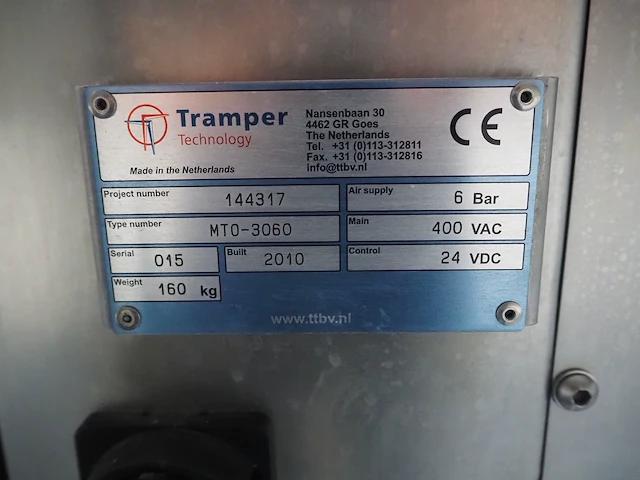 Tramper
Technology
Made in the Netherlands
Nansenbaan 30
4462 GR Goes
The Netherlands
Tel. +31 (0)113-312811
Fax. +31 (0)113-312816
info@ttbv.nl
CE
Project number 144317
Air supply 6 Bar
Type number MTO-3060
Main 400 VAC
Serial 015
Built 2010
Control 24 VDC
Weight 160 kg
www.ttbv.nl